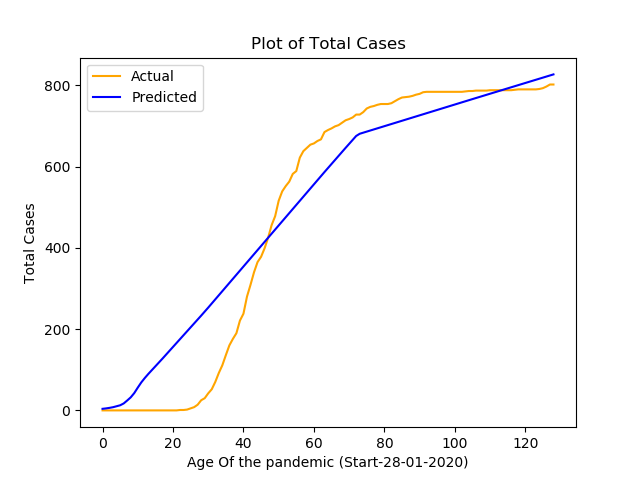 Plot of Total Cases
Actual
Predicted
800
600
400
200
0
Total Cases
0 20 40 60 80 100 120
Age Of the pandemic (Start-28-01-2020)